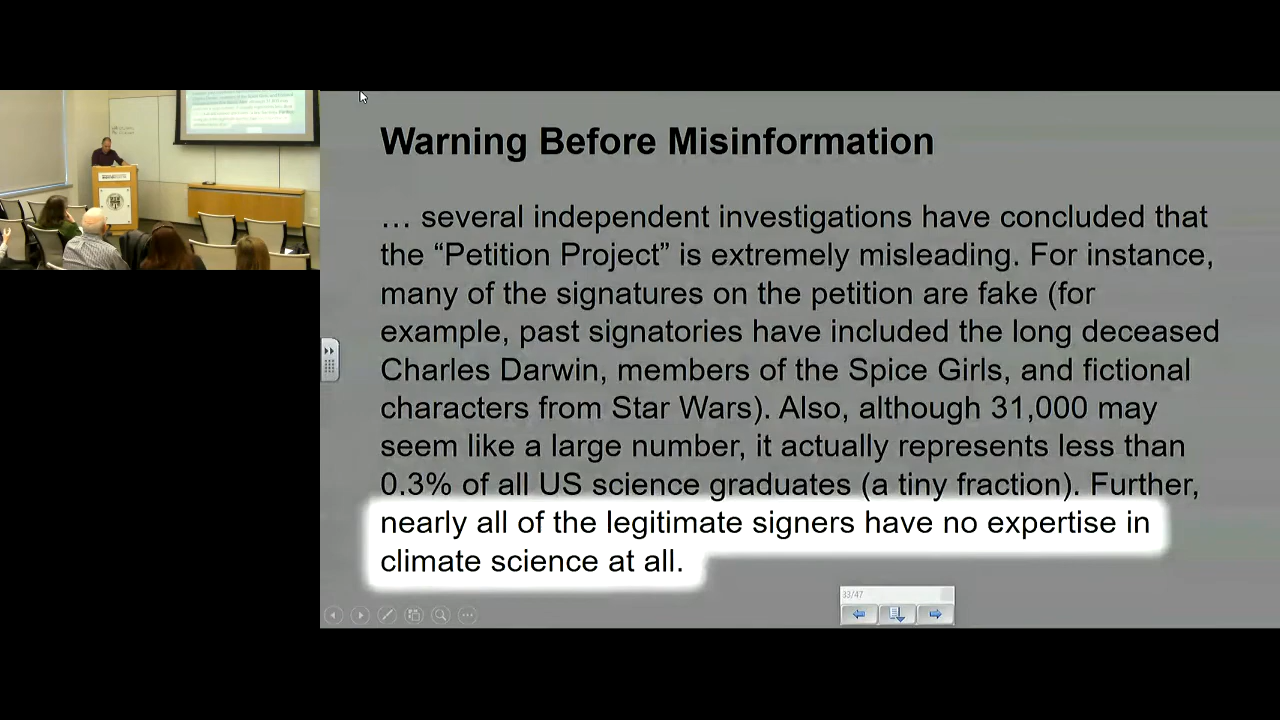 Warning Before Misinformation
… several independent investigations have concluded that
the “Petition Project” is extremely misleading. For instance,
many of the signatures on the petition are fake (for
example, past signatories have included the long deceased
Charles Darwin, members of the Spice Girls, and fictional
characters from Star Wars). Also, although 31,000 may
seem like a large number, it actually represents less than
0.3% of all US science graduates (a tiny fraction). Further,
nearly all of the legitimate signers have no expertise in
climate science at all.
33/47